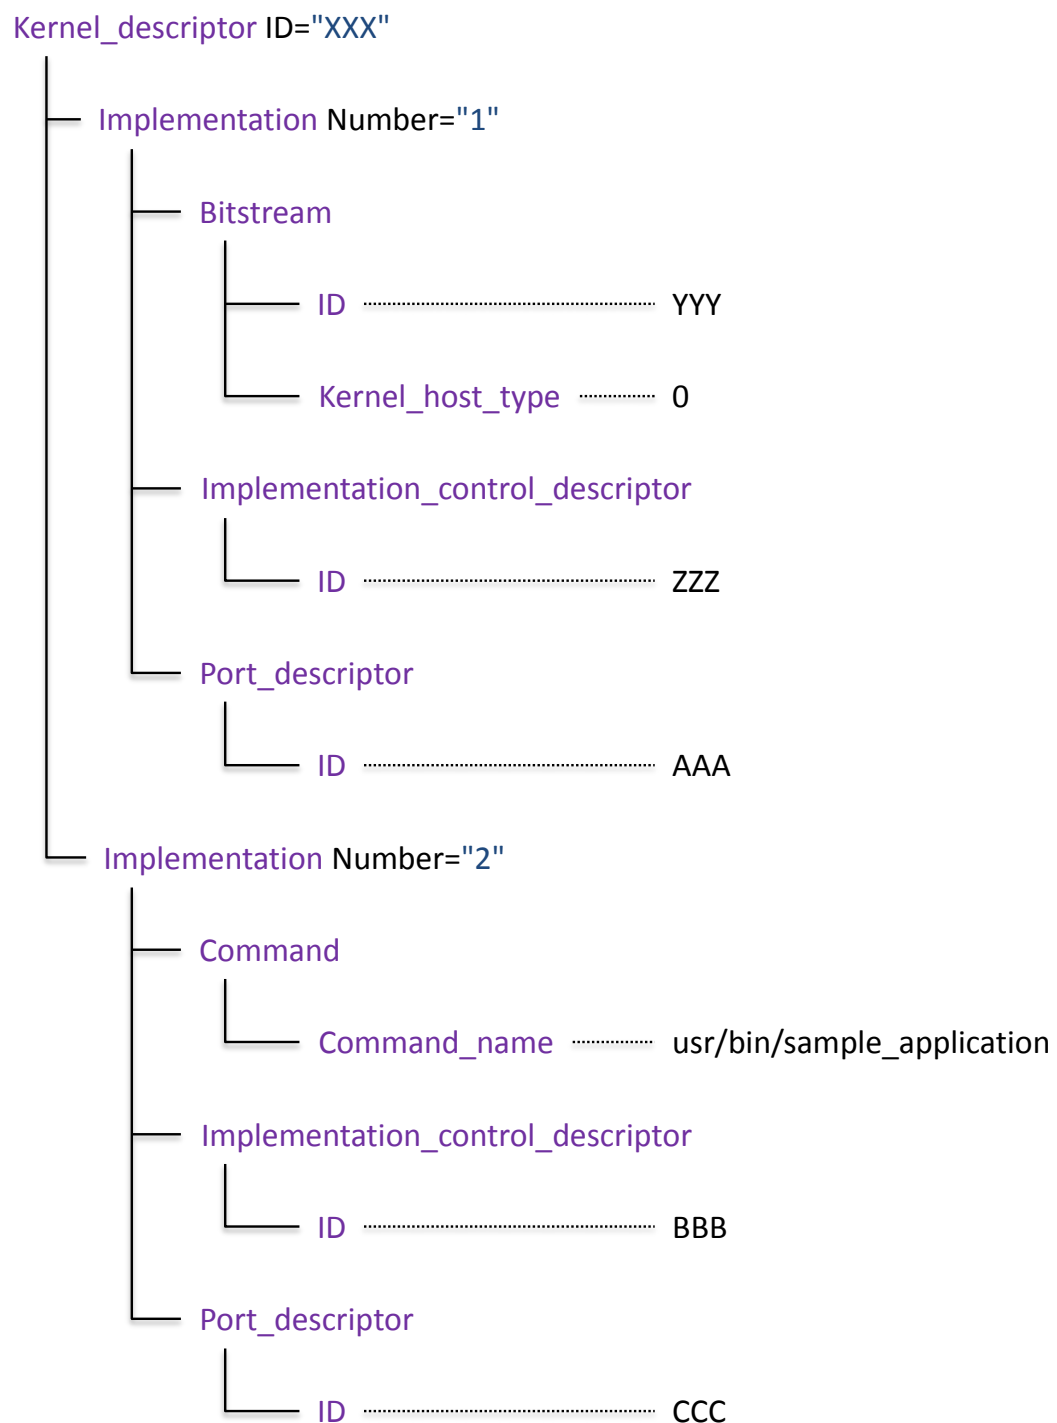 Kernel_descriptor ID="XXX"
Implementation Number="1"
Bitstream
ID YYY
Kernel_host_type 0
Implementation_control_descriptor
ID ZZZ
Port_descriptor
ID AAA
Implementation Number="2"
Command
Command_name usr/bin/sample_application
Implementation_control_descriptor
ID BBB
Port_descriptor
ID CCC